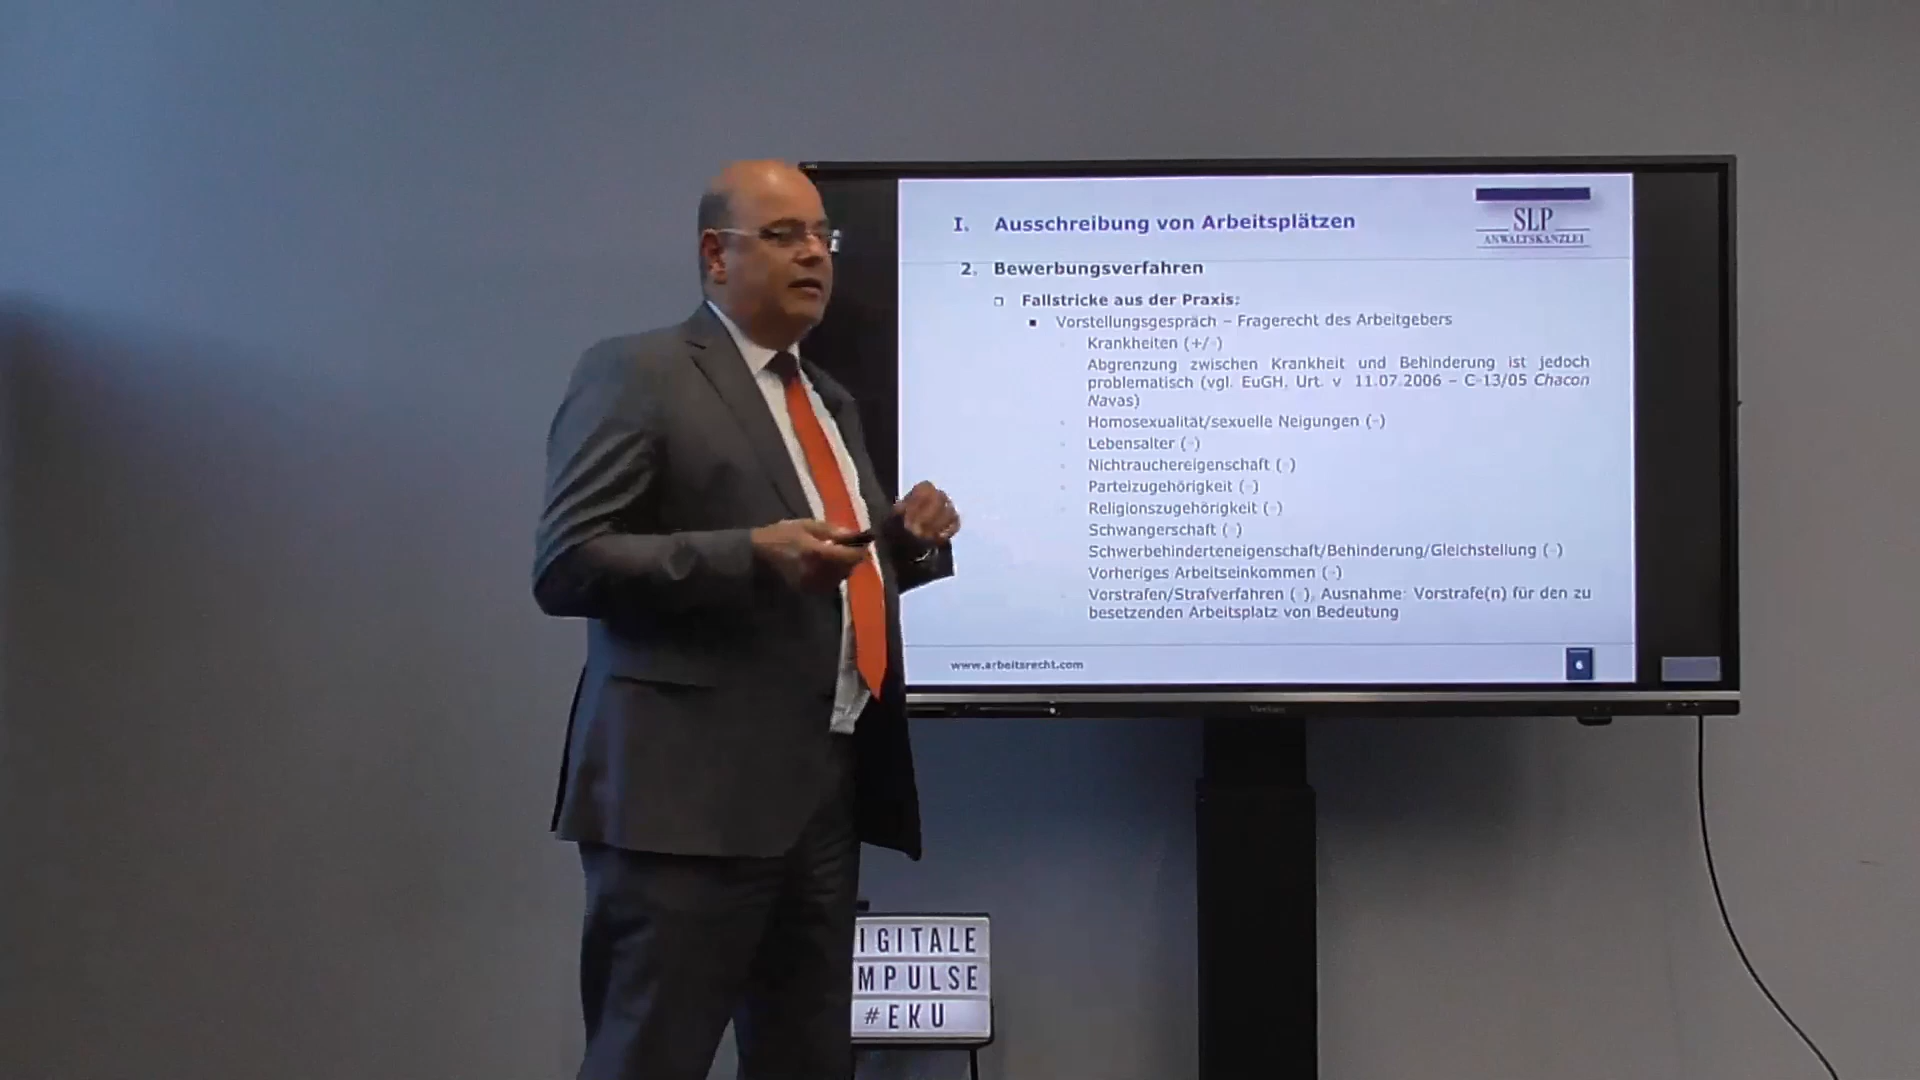 I. Ausschreibung von Arbeitsplätzen
SLP
ANWALTSKANZLEI
2. Bewerbungsverfahren
Fallstricke aus der Praxis:
Vorstellungsgespräch – Fragerecht des Arbeitgebers
Krankheiten (+/-)
Abgrenzung zwischen Krankheit und Behinderung ist jedoch
problematisch (vgl. EuGH, Urt. v. 11.07.2006 – C-13/05 Chacon
Navas)
Homosexualität/sexuelle Neigungen (-)
Lebensalter (-)
Nichtrauchereigenschaft (-)
Parteizugehörigkeit (-)
Religionszugehörigkeit (-)
Schwangerschaft (-)
Schwerbehinderteneigenschaft/Behinderung/Gleichstellung (-)
Vorheriges Arbeitseinkommen (-)
Vorstrafen/Strafverfahren (-), Ausnahme: Vorstrafe(n) für den zu
besetzenden Arbeitsplatz von Bedeutung
www.arbeitsrecht.com
6
ViewSonic
IGITALE
MPULSE
#EKU